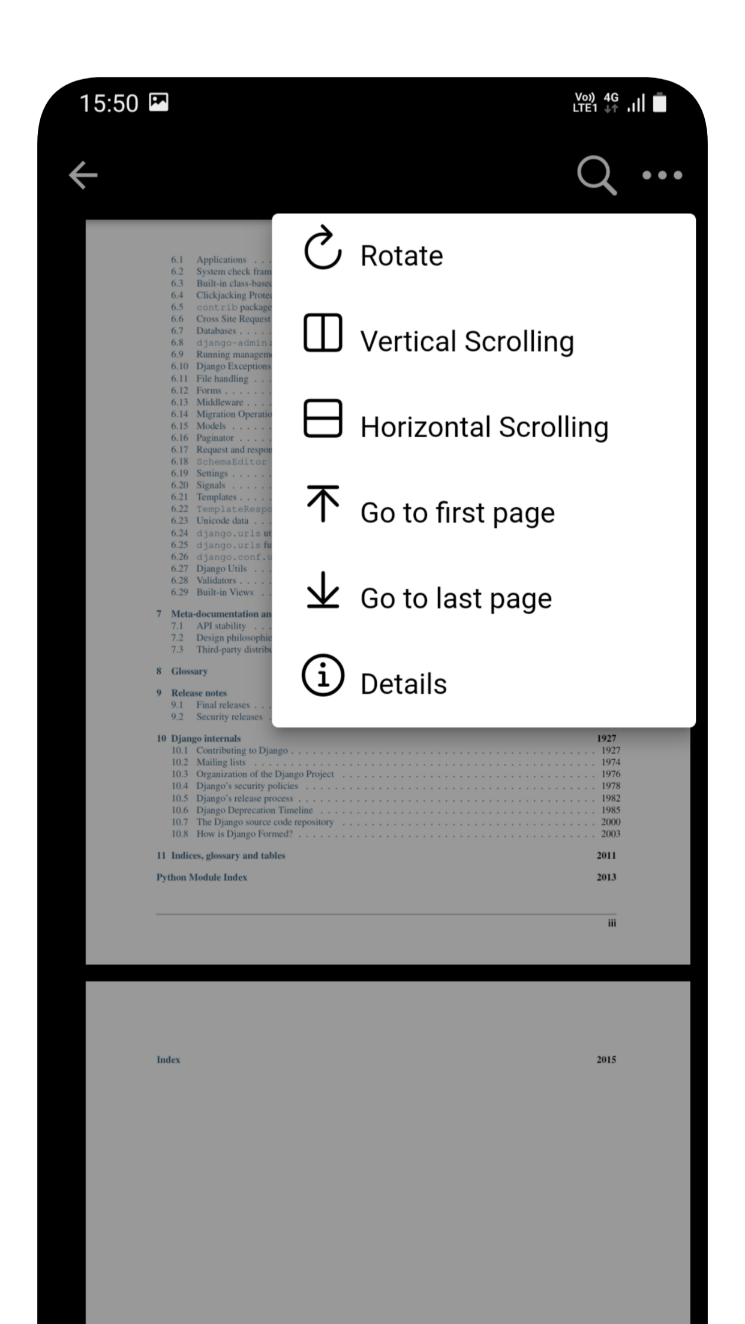 15:50
Vo)) 4G
LTE1
Rotate
Vertical Scrolling
Horizontal Scrolling
Go to first page
Go to last page
Details
6.1 Applications . . .
6.2 System check fram
6.3 Built-in class-based
6.4 Clickjacking Protec
6.5 contrib package
6.6 Cross Site Request
6.7 Databases . . . . .
6.8 django-admin
6.9 Running manageme
6.10 Django Exceptions
6.11 File handling . . .
6.12 Forms . . . . . . .
6.13 Middleware . . . .
6.14 Migration Operatio
6.15 Models . . . . . .
6.16 Paginator . . . . .
6.17 Request and respon
6.18 SchemaEditor
6.19 Settings . . . . . .
6.20 Signals . . . . . .
6.21 Templates . . . . .
6.22 TemplateRespo
6.23 Unicode data . . .
6.24 django.urls ut
6.25 django.urls fu
6.26 django.conf.u
6.27 Django Utils . . .
6.28 Validators . . . . .
6.29 Built-in Views . .
7 Meta-documentation an
7.1 API stability . . .
7.2 Design philosophie
7.3 Third-party distribu
8 Glossary
9 Release notes
9.1 Final releases . . .
9.2 Security releases .
10 Django internals 1927
10.1 Contributing to Django . . . . . . . . . . 1927
10.2 Mailing lists . . . . . . . . . . 1974
10.3 Organization of the Django Project . . . . . . . . . . 1976
10.4 Django's security policies . . . . . . . . . . 1978
10.5 Django's release process . . . . . . . . . . 1982
10.6 Django Deprecation Timeline . . . . . . . . . . 1985
10.7 The Django source code repository . . . . . . . . . . 2000
10.8 How is Django Formed? . . . . . . . . . . 2003
11 Indices, glossary and tables 2011
Python Module Index 2013
iii
Index 2015